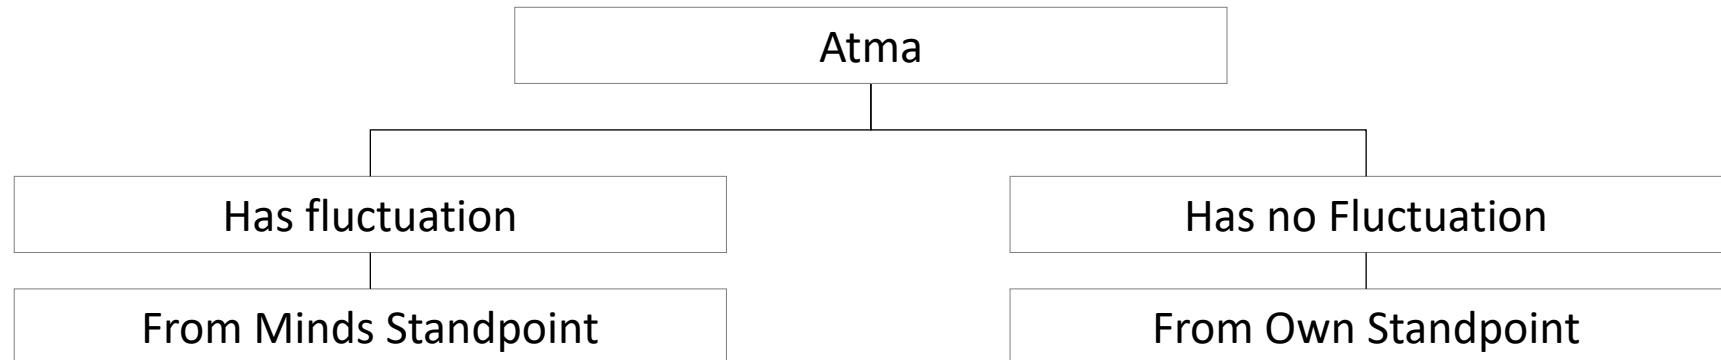 Atma
Has fluctuation
Has no Fluctuation
From Minds Standpoint
From Own Standpoint